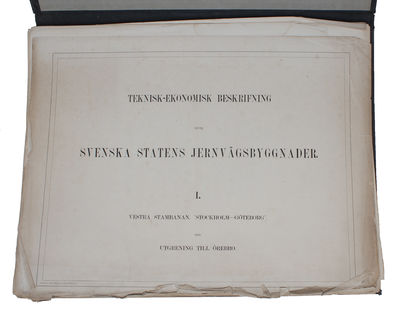 TEKNISK-EKONOMISK BESKRIFNING
SVENSKA STATENS JERNVÄGSBYGGNADER.
I.
VESTRA STAMBANAN "STOCKHOLM–GÖTEBORG"
UTGRENING TILL ÖREBRO.